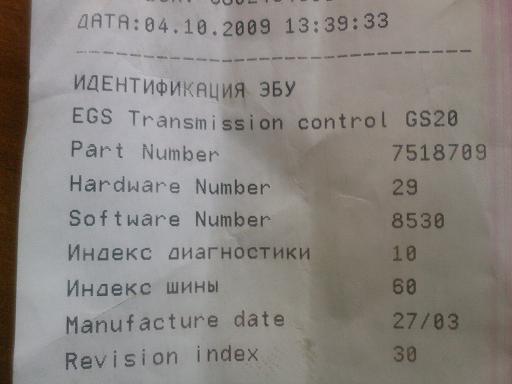 ДАТА:04.10.2009 13:39:33
ИДЕНТИФИКАЦИЯ ЭБУ
EGS Transmission control GS20
Part Number 7518709
Hardware Number 29
Software Number 8530
Индекс диагностики 10
Индекс шины 60
Manufacture date 27/03
Revision index 30